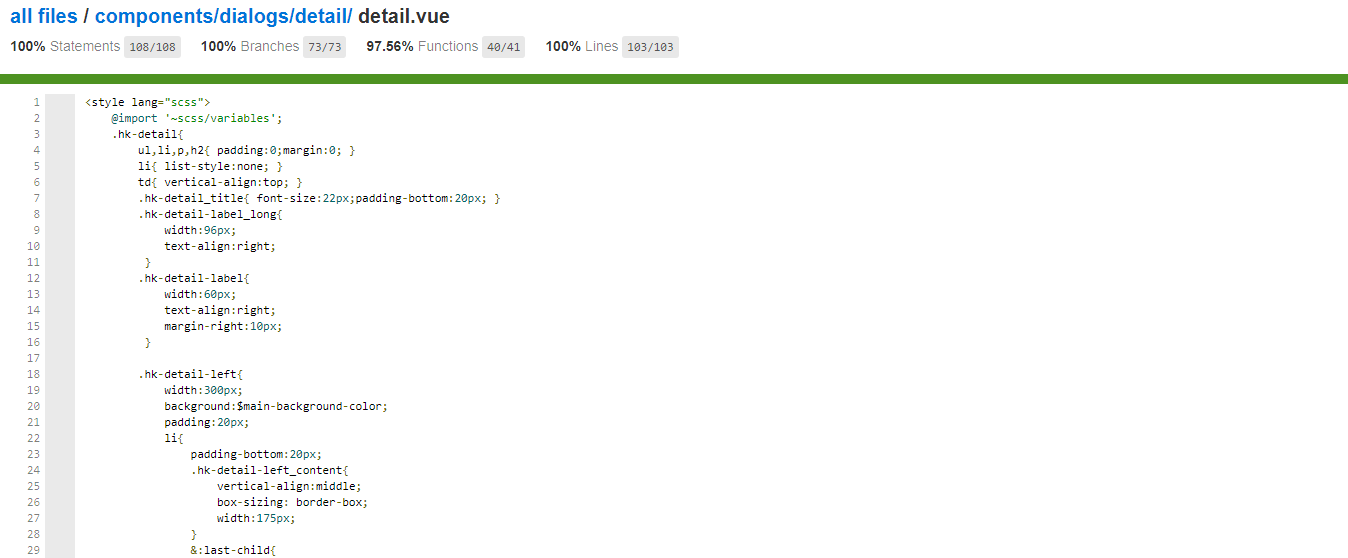 all files / components/dialogs/detail/ detail.vue
100% Statements 108/108 100% Branches 73/73 97.56% Functions 40/41 100% Lines 103/103
1 <style lang="scss">
2 @import '~scss/variables';
3 .hk-detail{
4 ul,li,p,h2{ padding:0;margin:0; }
5 li{ list-style:none; }
6 td{ vertical-align:top; }
7 .hk-detail_title{ font-size:22px;padding-bottom:20px; }
8 .hk-detail-label_long{
9 width:96px;
10 text-align:right;
11 }
12 .hk-detail-label{
13 width:60px;
14 text-align:right;
15 margin-right:10px;
16 }
17
18 .hk-detail-left{
19 width:300px;
20 background:$main-background-color;
21 padding:20px;
22 li{
23 padding-bottom:20px;
24 .hk-detail-left_content{
25 vertical-align:middle;
26 box-sizing: border-box;
27 width:175px;
28 }
29 &:last-child{